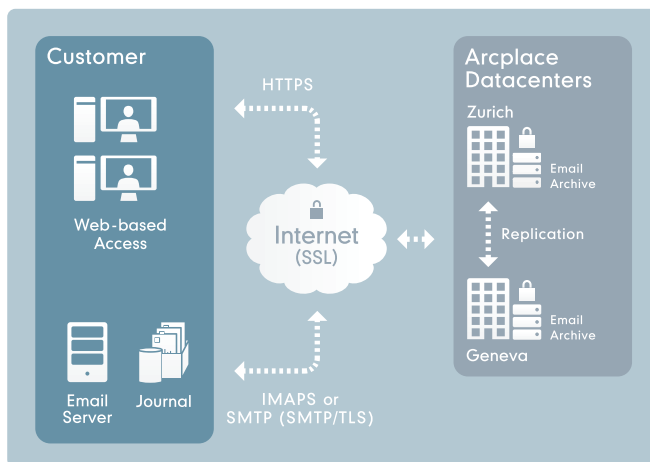 Customer
Web-based
Access
Email
Server
Journal
HTTPS
Internet
(SSL)
IMAPS or
SMTP (SMTP/TLS)
Arcplace
Datacenters
Zurich
Email
Archive
Replication
Email
Archive
Geneva